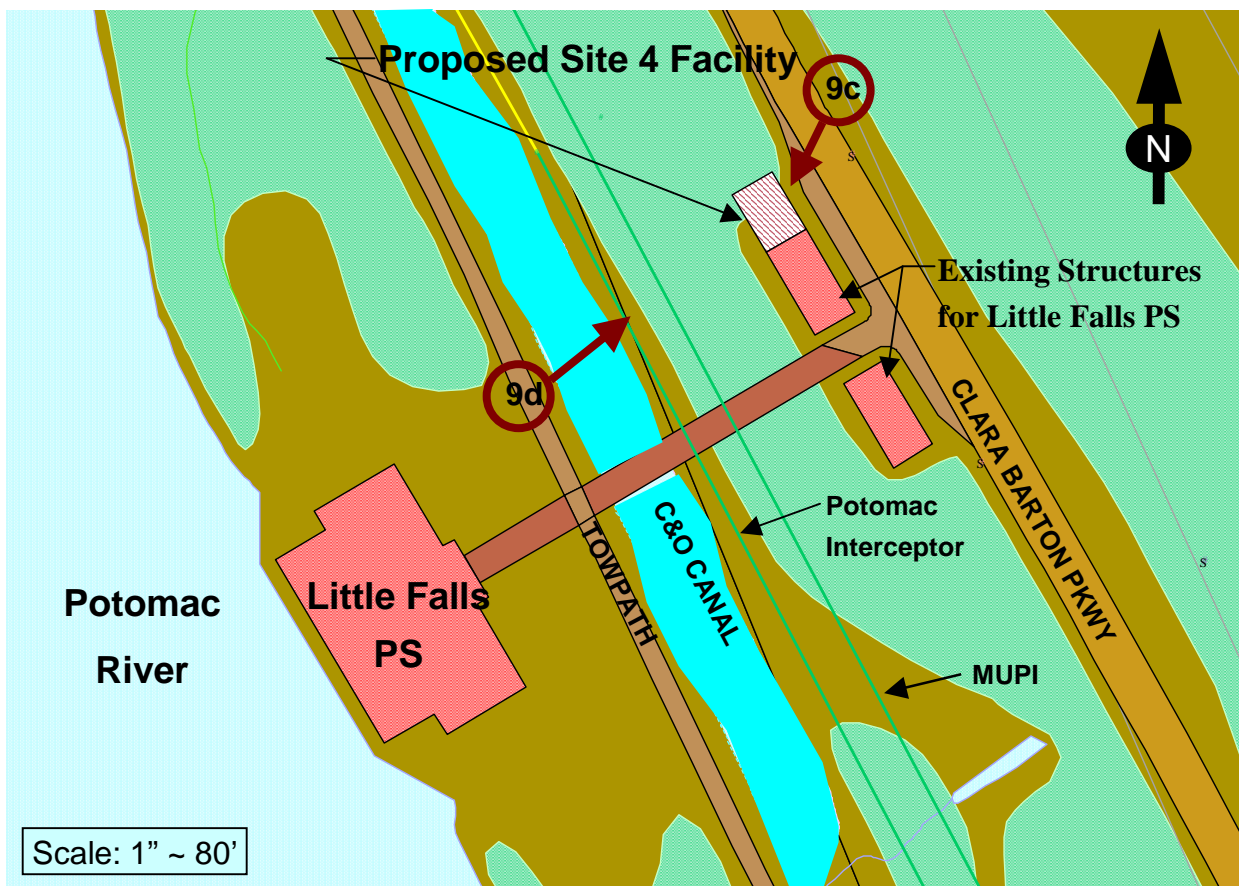 Proposed Site 4 Facility
9c
N
s
Existing Structures
for Little Falls PS
9d
CLARA BARTON PKWY
s
Potomac
Interceptor
TOWPATH
C&O CANAL
s
Little Falls
PS
Potomac
River
MUPI
Scale: 1” ~ 80’